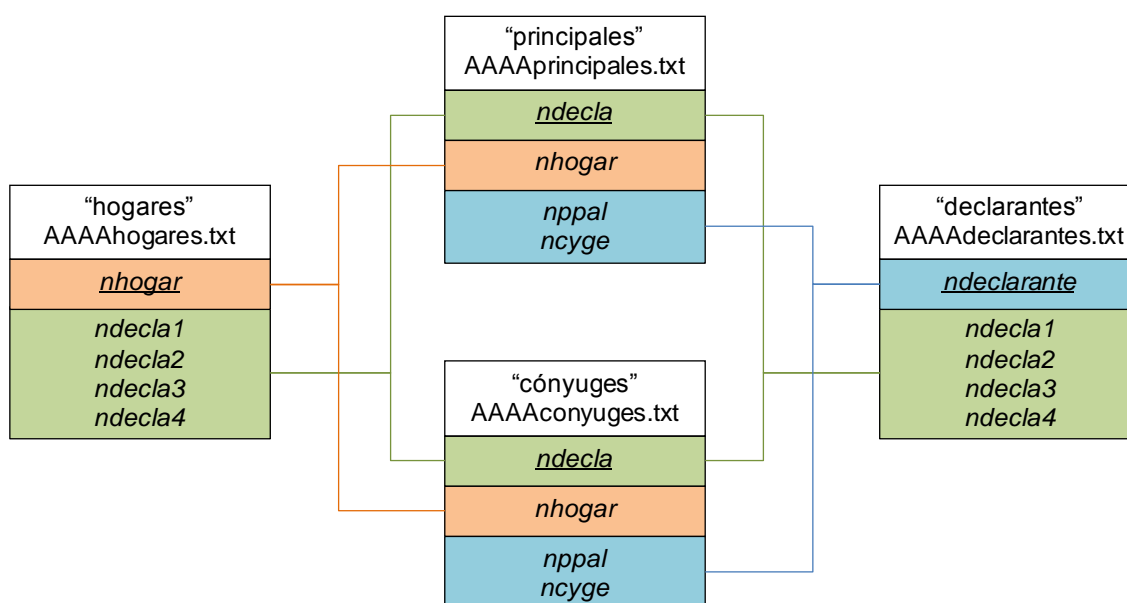 “principales”
AAAAprincipales.txt
ndecla
nhogar
nppal
ncyge
“hogares”
AAAAhogares.txt
nhogar
ndecla1
ndecla2
ndecla3
ndecla4
“declarantes”
AAAAdeclarantes.txt
ndeclarante
ndecla1
ndecla2
ndecla3
ndecla4
“cónyuges”
AAAAconyuges.txt
ndecla
nhogar
nppal
ncyge